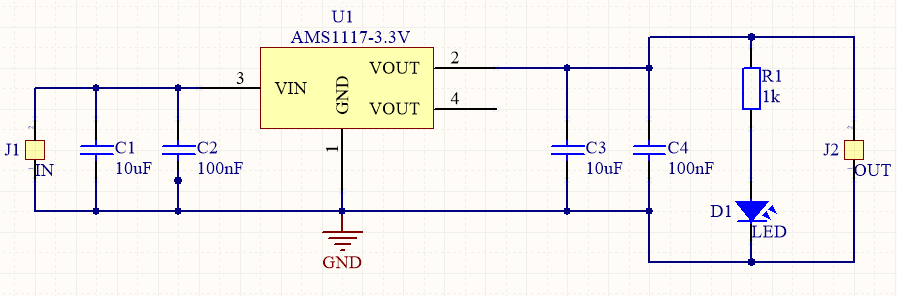 U1
AMS1117-3.3V
3
VIN
GND
VOUT
2
VOUT
4
1
J1
IN
C1
10uF
C2
100nF
GND
C3
10uF
C4
100nF
R1
1k
D1
LED
2
J2
OUT